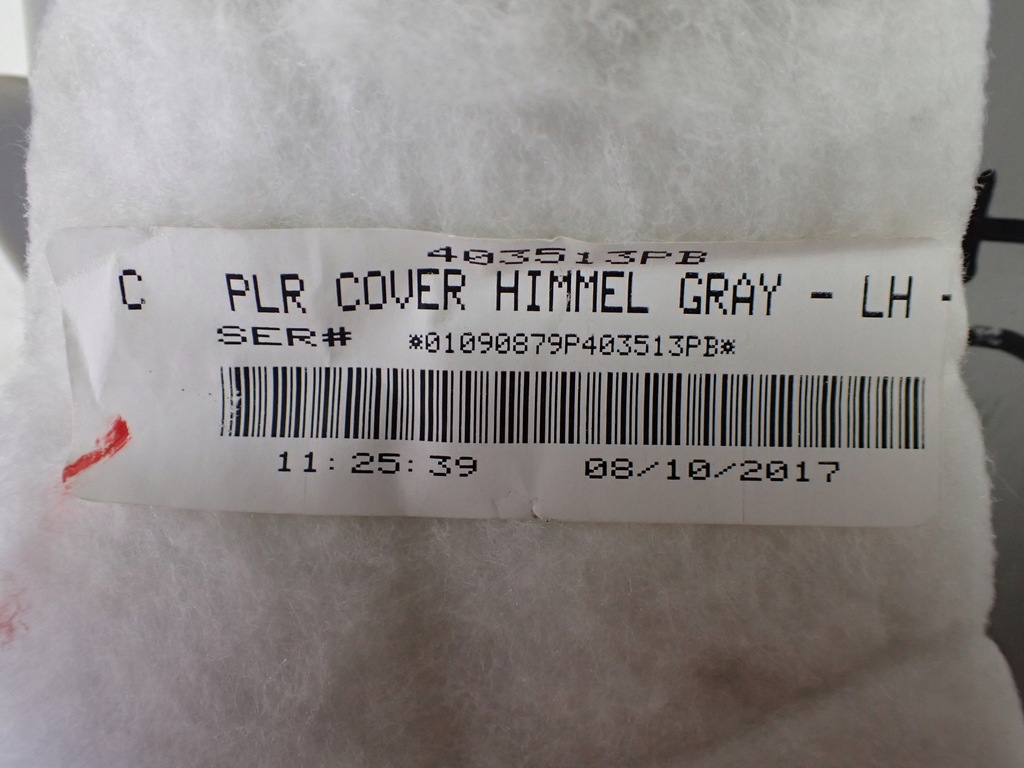 403513PB
C PLR COVER HIMMEL GRAY - LH -
SER# *01090879P403513PB*
11:25:39 08/10/2017